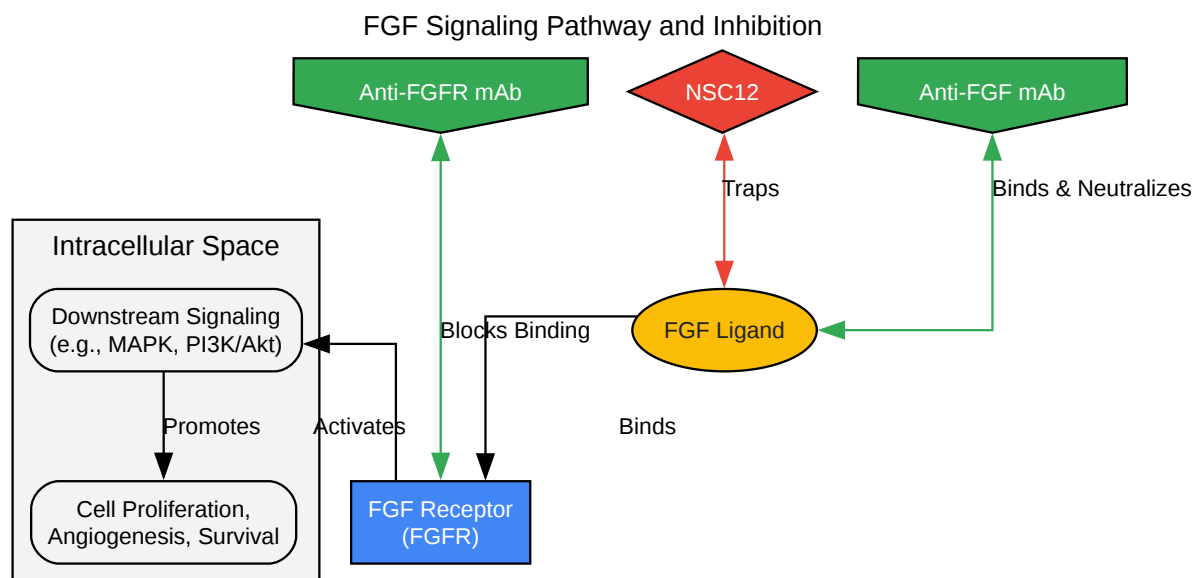 FGF Signaling Pathway and Inhibition
Anti-FGFR mAb
NSC12
Anti-FGF mAb
Traps
Binds & Neutralizes
Intracellular Space
Downstream Signaling
(e.g., MAPK, PI3K/Akt)
Blocks Binding
FGF Ligand
Promotes
Activates
Binds
Cell Proliferation,
Angiogenesis, Survival
FGF Receptor
(FGFR)